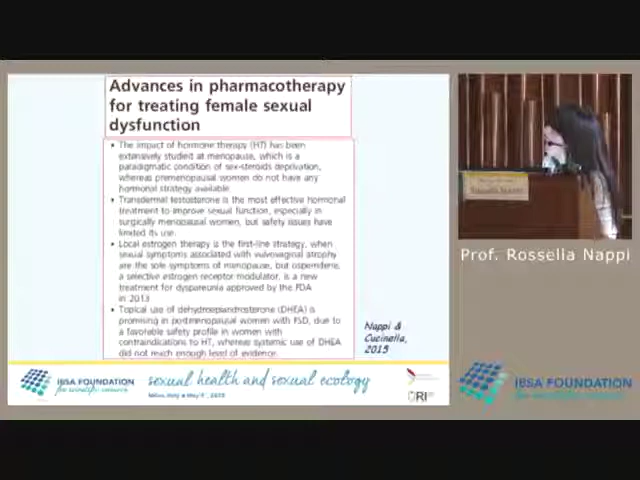 Advances in pharmacotherapy
for treating female sexual
dysfunction
• The impact of hormone therapy (HT) has been
extensively studied at menopause, which is a
paradigmatic condition of sex-steroids deprivation,
whereas premenopausal women do not have any
hormonal strategy available
• Transdermal testosterone is the most effective hormonal
treatment to improve sexual function, especially in
surgically menopausal women, but safety issues have
limited its use.
• Local estrogen therapy is the first-line strategy, when
sexual symptoms associated with vulvovaginal atrophy
are the sole symptoms of menopause, but ospemifene,
a selective estrogen receptor modulator, is a new
treatment for dyspareunia approved by the FDA
in 2013
• Topical use of dehydroepiandrosterone (DHEA) is
promising in postmenopausal women with FSD, due to
a favorable safety profile in women with
contraindications to HT, whereas systemic use of DHEA
did not reach enough level of evidence.
Nappi &
Cucinella,
2015
Prof. Rossella Nappi
IBSA FOUNDATION
for scientific research
sexual health and sexual ecology
RI
IBSA FOUNDATION
for scientific research